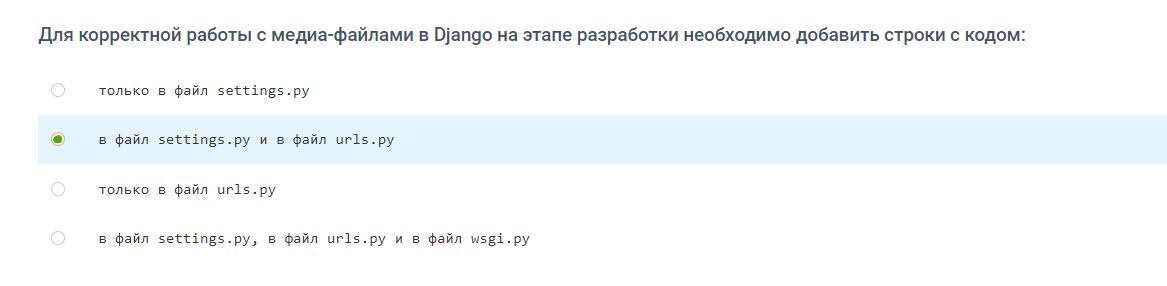 Для корректной работы с медиа-файлами в Django на этапе разработки необходимо добавить строки с кодом:
только в файл settings.py
в файл settings.py и в файл urls.py
только в файл urls.py
в файл settings.py, в файл urls.py и в файл wsgi.py